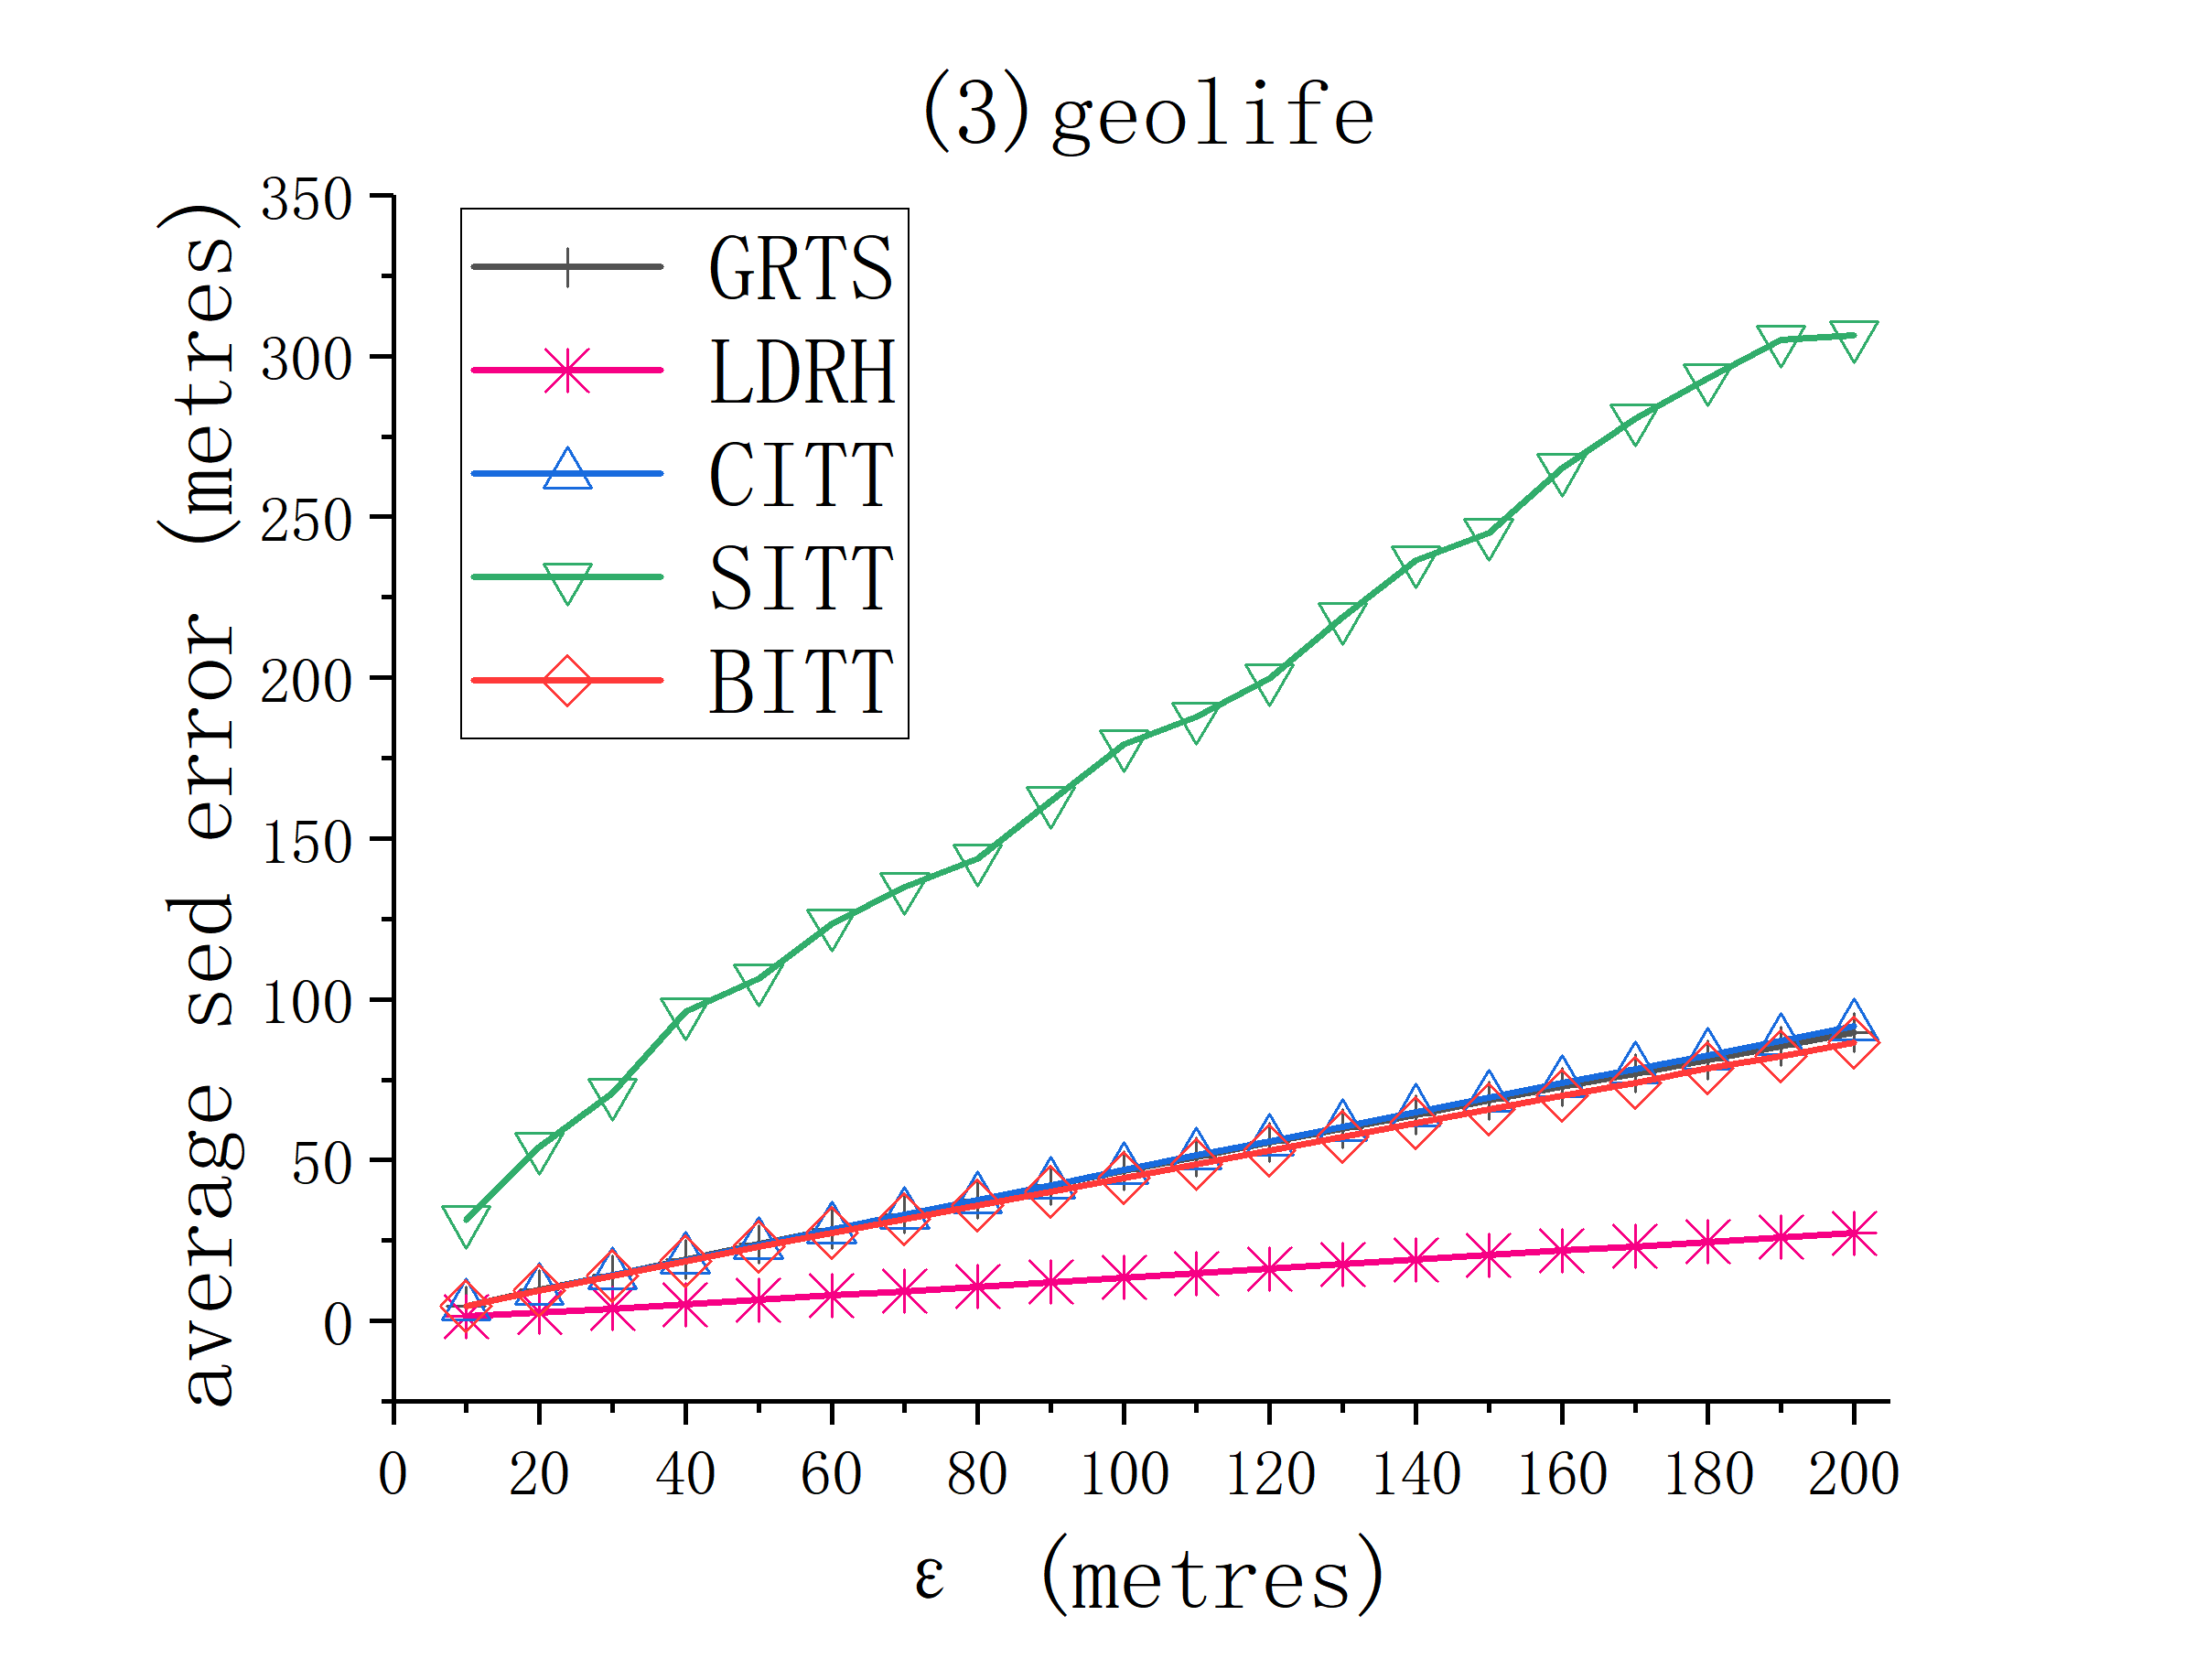 (3)geolife
average sed error (metres)
350
300
250
200
150
100
50
0
GRTS
LDRH
CITT
SITT
BITT
0 20 40 60 80 100 120 140 160 180 200
ε (metres)